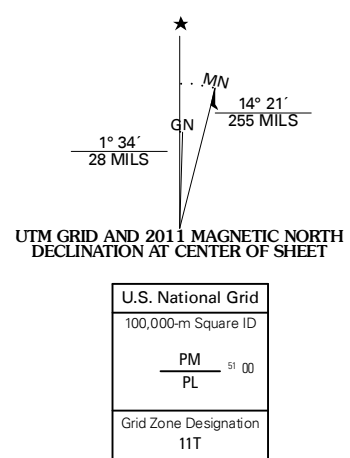 MN
14° 21´
255 MILS
GN
1° 34´
28 MILS
UTM GRID AND 2011 MAGNETIC NORTH
DECLINATION AT CENTER OF SHEET
U.S. National Grid
100,000-m Square ID
PM
51 00
PL
Grid Zone Designation
11T